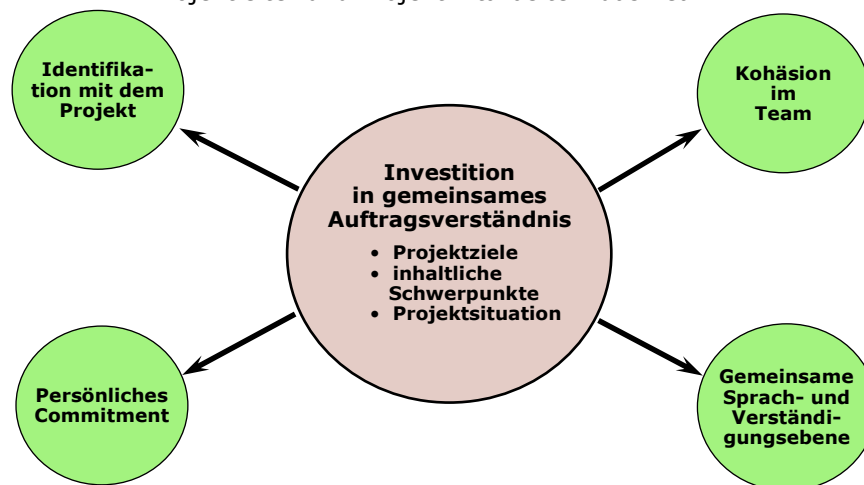 Identifika-
tion mit dem
Projekt
Kohäsion
im
Team
Investition
in gemeinsames
Auftragsverständnis
• Projektziele
• inhaltliche
Schwerpunkte
• Projektsituation
Persönliches
Commitment
Gemeinsame
Sprach- und
Verständi-
gungsebene